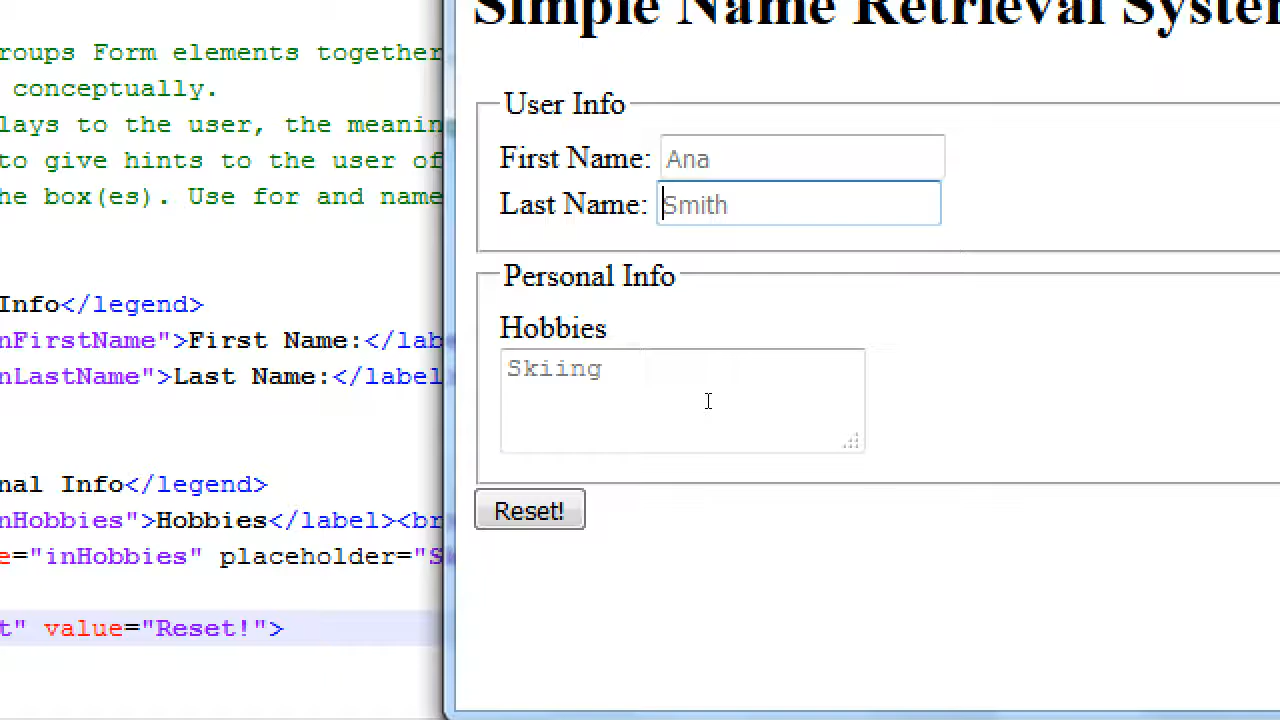 Simple Name Retrieval System
roups Form elements together
conceptually.
lays to the user, the meaning
to give hints to the user of
he box(es). Use for and name
Info</legend>
nFirstName">First Name:</lab
nLastName">Last Name:</label
nal Info</legend>
nHobbies">Hobbies</label><br
e="inHobbies" placeholder="S
t" value="Reset!">
User Info
First Name: Ana
Last Name: Smith
Personal Info
Hobbies
Skiing
Reset!